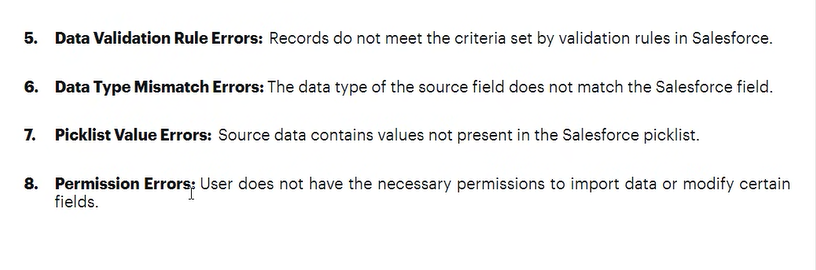 5. Data Validation Rule Errors: Records do not meet the criteria set by validation rules in Salesforce.
6. Data Type Mismatch Errors: The data type of the source field does not match the Salesforce field.
7. Picklist Value Errors: Source data contains values not present in the Salesforce picklist.
8. Permission Errors: User does not have the necessary permissions to import data or modify certain
fields.